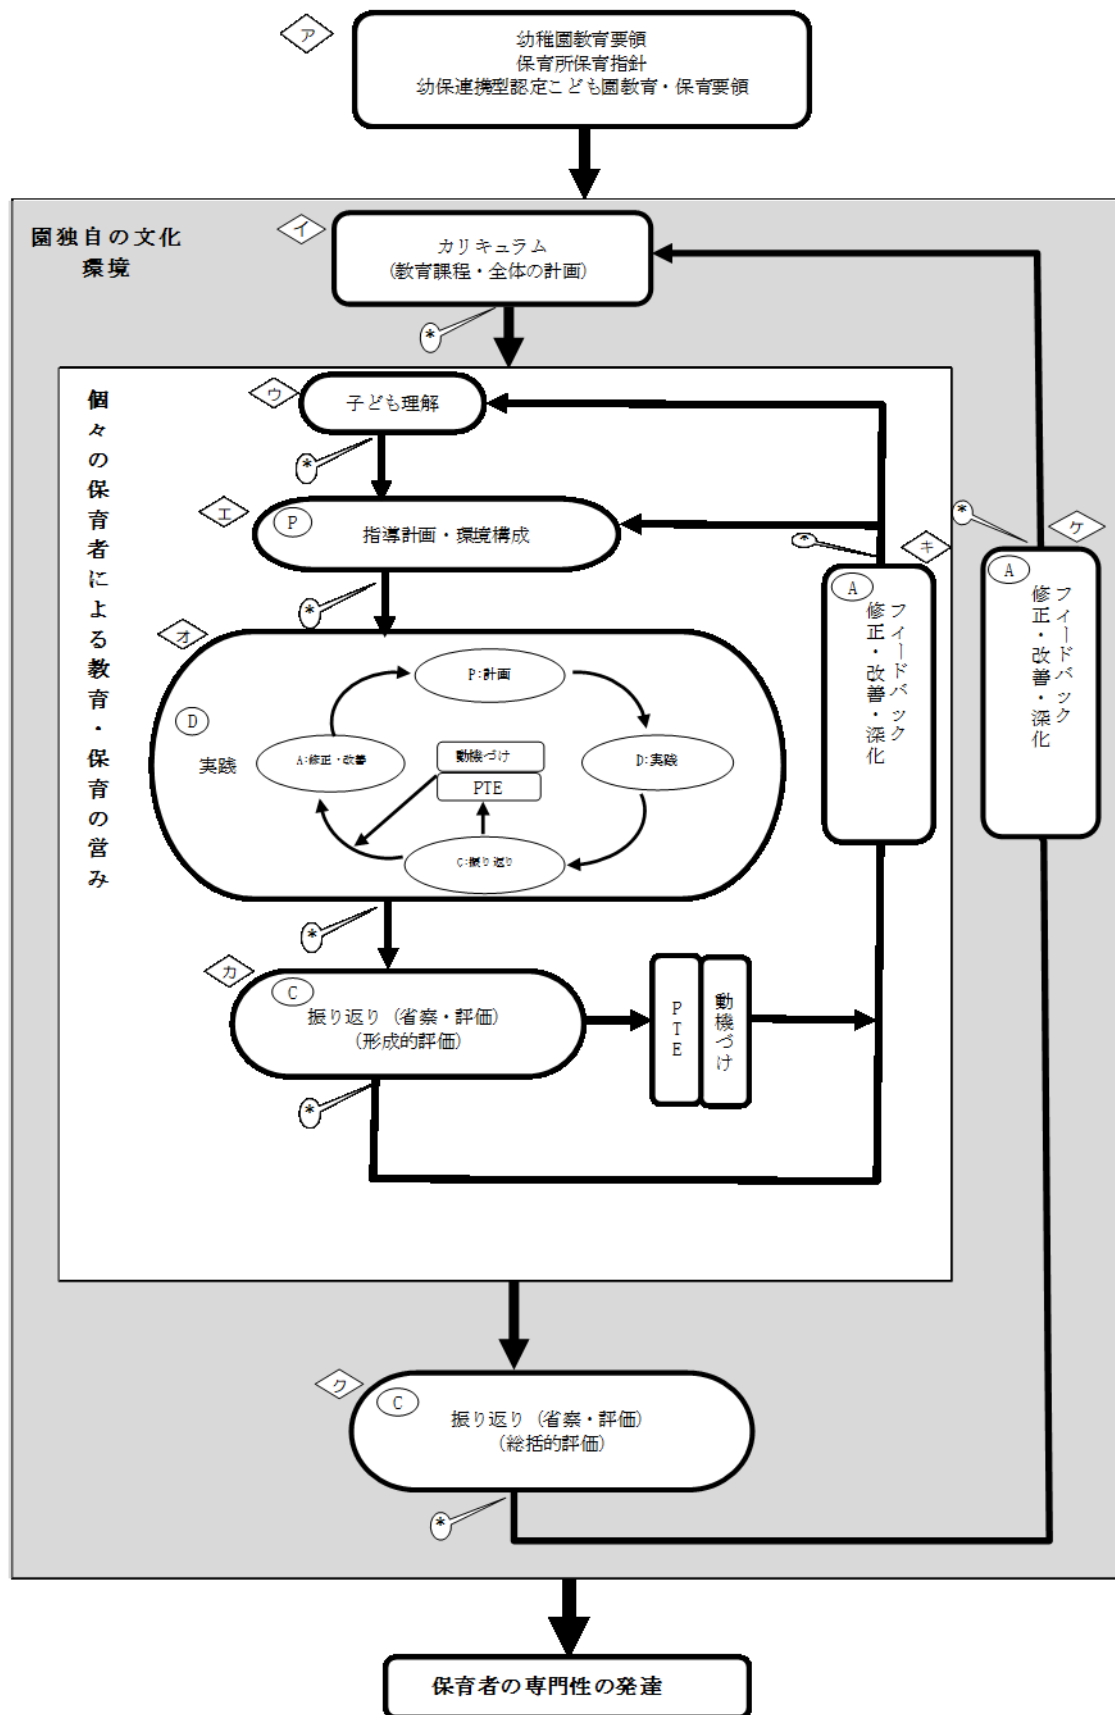 ア
幼稚園教育要領
保育所保育指針
幼保連携型認定こども園教育・保育要領
園独自の文化
環境
イ
カリキュラム
(教育課程・全体の計画)
*
個々の保育者による教育・保育の営み
ウ
子ども理解
*
エ
P
指導計画・環境構成
*
*
キ
A
フィードバック
修正・改善・深化
*
ケ
A
フィードバック
修正・改善・深化
オ
D
実践
P:計画
A:修正・改善
動機づけ
PTE
D:実践
C:振り返り
*
カ
C
振り返り（省察・評価）
(形成的評価)
PTE
動機づけ
*
ク
C
振り返り（省察・評価）
(総括的評価)
*
保育者の専門性の発達